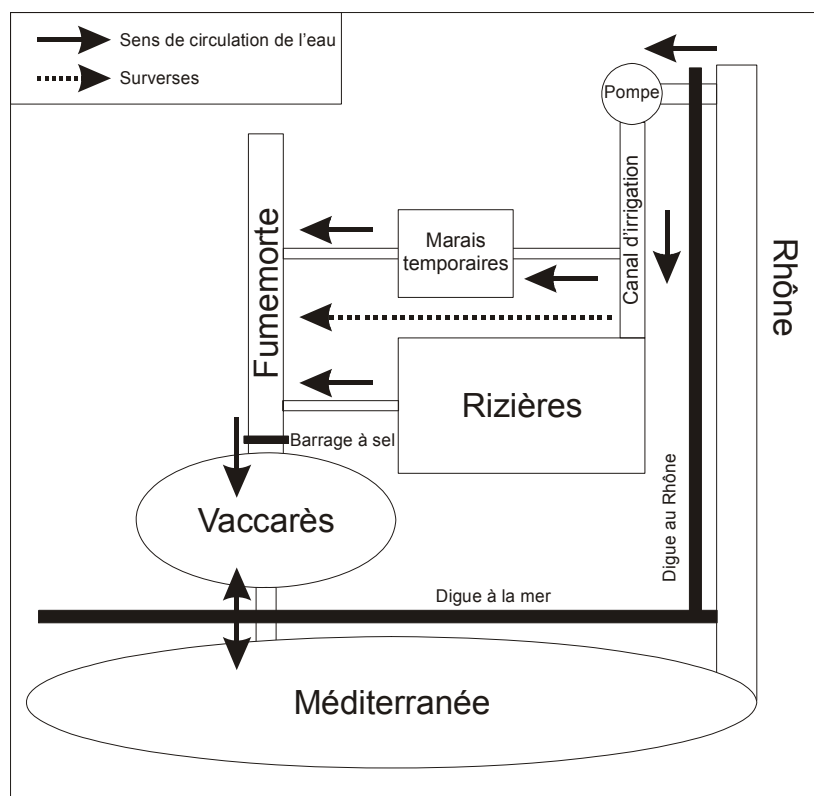 Sens de circulation de l'eau
Surverses
Pompe
Canal d'irrigation
Rhône
Marais
temporaires
Fumemorte
Rizières
Barrage à sel
Vaccarès
Digue au Rhône
Digue à la mer
Méditerranée